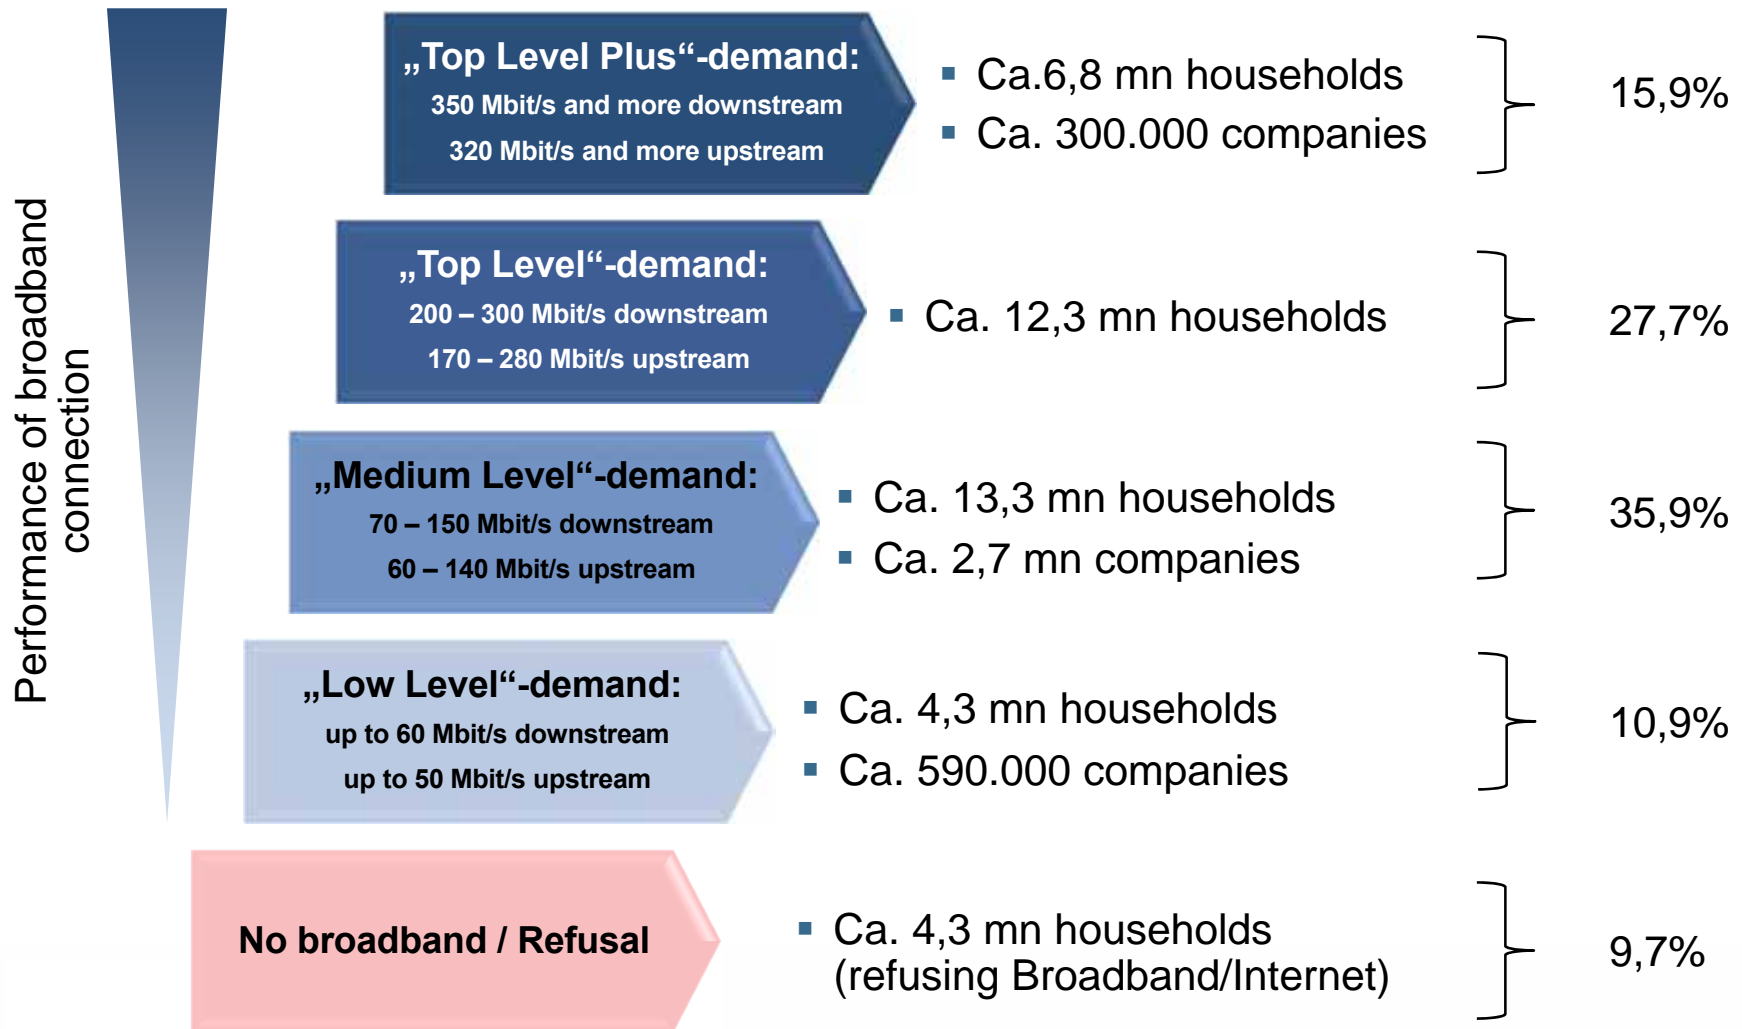 Performance of broadband
connection
„Top Level Plus“-demand:
350 Mbit/s and more downstream
320 Mbit/s and more upstream
▪ Ca.6,8 mn households
▪ Ca. 300.000 companies
15,9%
„Top Level“-demand:
200 – 300 Mbit/s downstream
170 – 280 Mbit/s upstream
▪ Ca. 12,3 mn households
27,7%
„Medium Level“-demand:
70 – 150 Mbit/s downstream
60 – 140 Mbit/s upstream
▪ Ca. 13,3 mn households
▪ Ca. 2,7 mn companies
35,9%
„Low Level“-demand:
up to 60 Mbit/s downstream
up to 50 Mbit/s upstream
▪ Ca. 4,3 mn households
▪ Ca. 590.000 companies
10,9%
No broadband / Refusal
▪ Ca. 4,3 mn households
(refusing Broadband/Internet)
9,7%